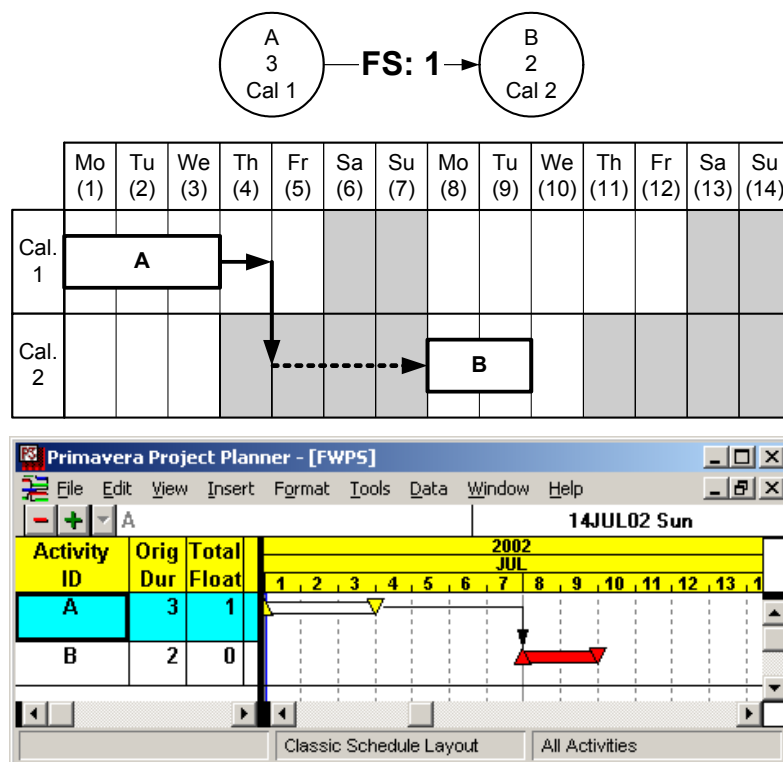 A
3
Cal 1
FS: 1
B
2
Cal 2
Mo (1) Tu (2) We (3) Th (4) Fr (5) Sa (6) Su (7) Mo (8) Tu (9) We (10) Th (11) Fr (12) Sa (13) Su (14)
Cal. 1
A
Cal. 2
B
Primavera Project Planner - [FWPS]
File Edit View Insert Format Tools Data Window Help
A 14JUL02 Sun
Activity ID Orig Dur Total Float
2002
JUL
1 2 3 4 5 6 7 8 9 10 11 12 13 1
A 3 1
B 2 0
Classic Schedule Layout All Activities